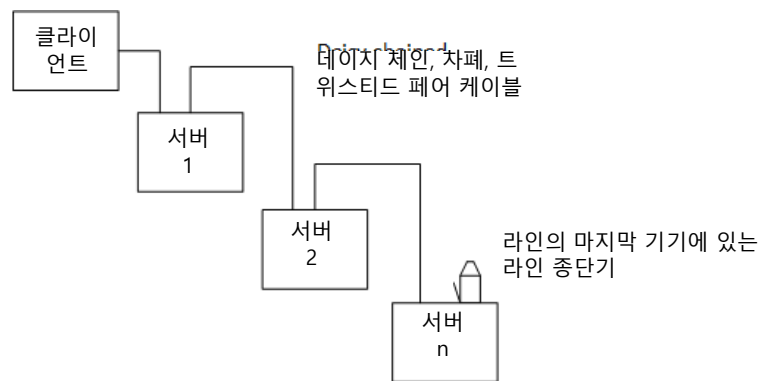 클라이
언트
데이지 체인, 차폐, 트
위스티드 페어 케이블
서버
1
서버
2
라인의 마지막 기기에 있는
라인 종단기
서버
n